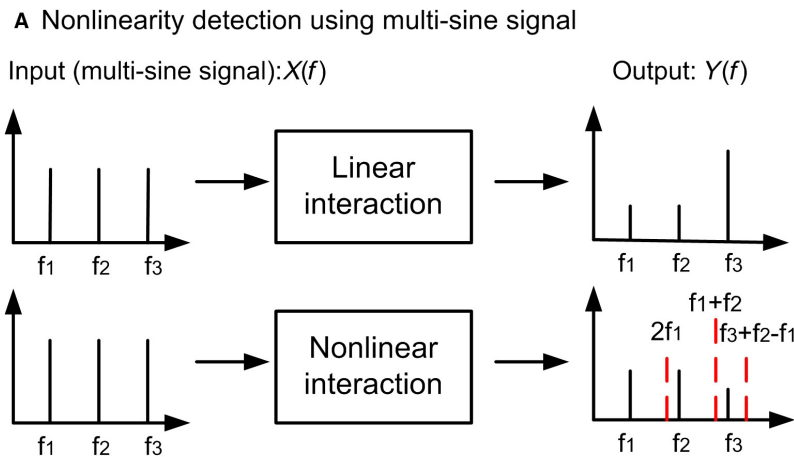 A Nonlinearity detection using multi-sine signal
Input (multi-sine signal):X(f)
Output: Y(f)
Linear
interaction
f1 f2 f3
f1 f2 f3
f1+f2
2f1
f3+f2-f1
Nonlinear
interaction
f1 f2 f3
f1 f2 f3